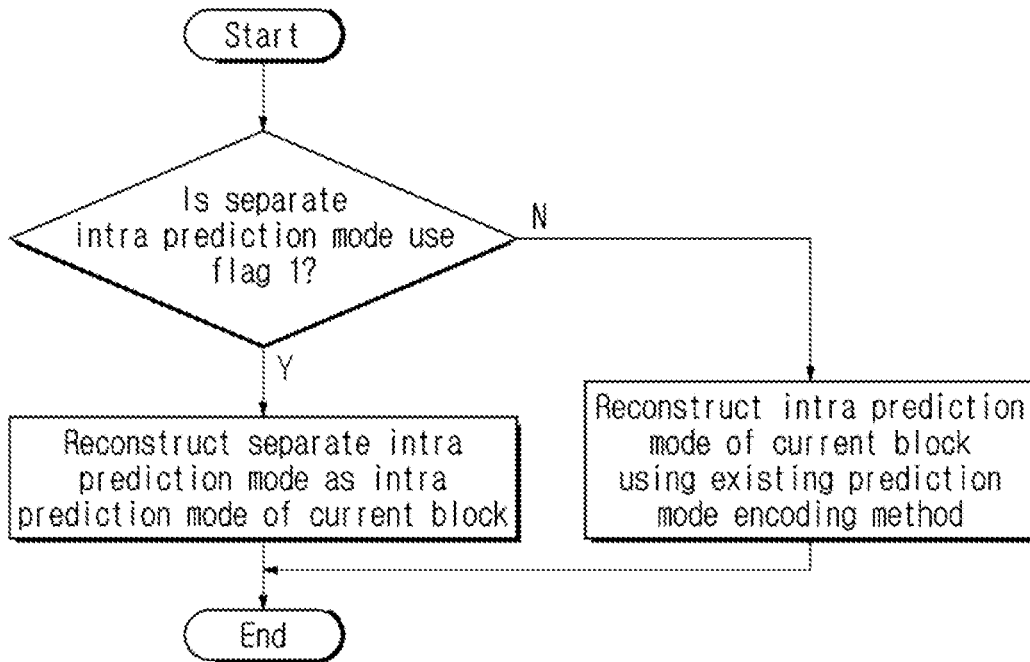 Start
Is separate
intra prediction mode use
flag 1?
N
Y
Reconstruct separate intra
prediction mode as intra
prediction mode of current block
Reconstruct intra prediction
mode of current block
using existing prediction
mode encoding method
End